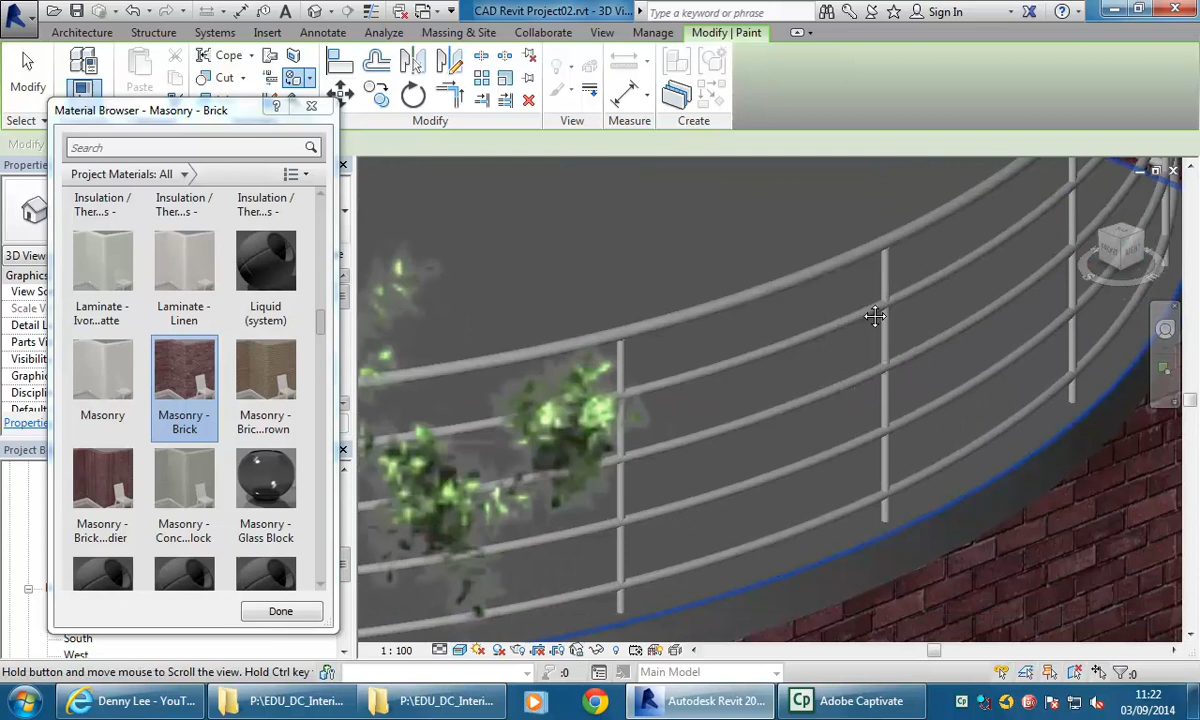 CAD Revit Project02.rvt - 3D Vi...
Type a keyword or phrase
Sign In
Architecture
Structure
Systems
Insert
Annotate
Analyze
Massing & Site
Collaborate
View
Manage
Modify | Paint
Modify
Paste
Cope
Cut
Select
Modify
View
Measure
Create
Modify
Material Browser - Masonry - Brick
Search
Project Materials: All
Insulation / Ther...s -
Insulation / Ther...s -
Insulation / Ther...s -
Laminate - Ivor...atte
Laminate - Linen
Liquid (system)
Masonry
Masonry - Brick
Masonry - Bric...rown
Masonry - Brick...dier
Masonry - Conc...lock
Masonry - Glass Block
Done
Properties
3D View
Graphics
View Sc
Scale V
Detail L
Parts Vi
Visibilit
Graphic
Discipli
Default
Properties
Project B
South
West
1 : 100
Hold button and move mouse to Scroll the view. Hold Ctrl key
:0
Main Model
:0
Denny Lee - YouT...
P:\EDU_DC_Interi...
P:\EDU_DC_Interi...
Autodesk Revit 20...
Adobe Captivate
11:22
03/09/2014